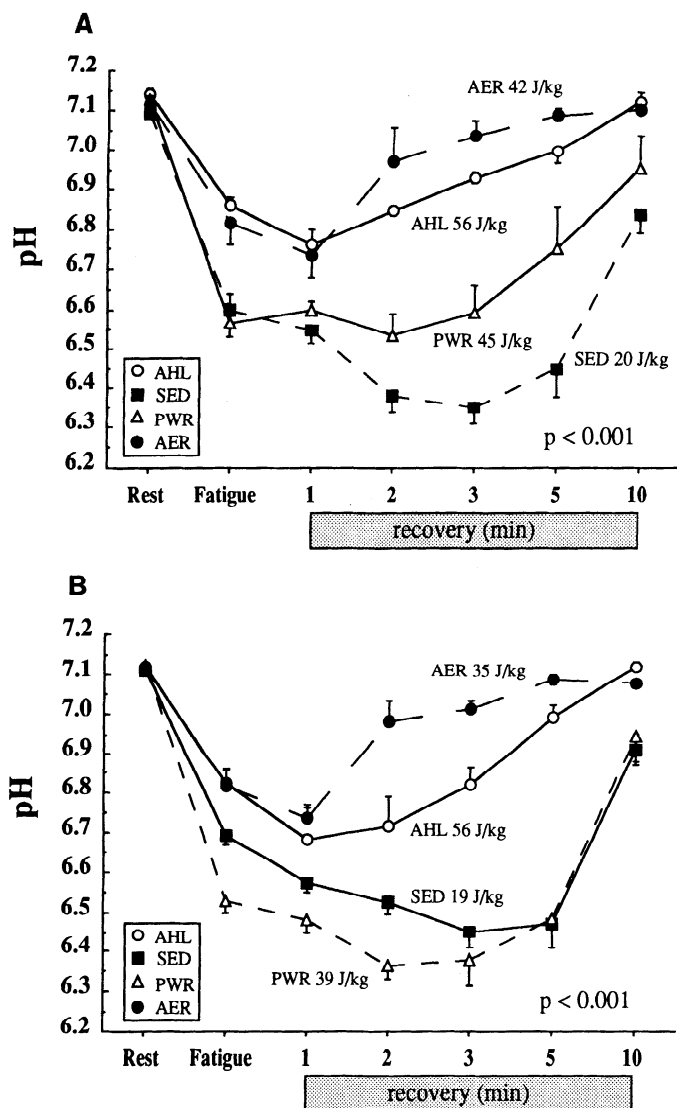 A
7.2
7.1
7.0
6.9
6.8
6.7
6.6
6.5
6.4
6.3
6.2
pH
AER 42 J/kg
AHL 56 J/kg
PWR 45 J/kg
SED 20 J/kg
AHL
SED
PWR
AER
p < 0.001
Rest Fatigue 1 2 3 5 10
recovery (min)
B
7.2
7.1
7.0
6.9
6.8
6.7
6.6
6.5
6.4
6.3
6.2
pH
AER 35 J/kg
AHL 56 J/kg
SED 19 J/kg
PWR 39 J/kg
AHL
SED
PWR
AER
p < 0.001
Rest Fatigue 1 2 3 5 10
recovery (min)